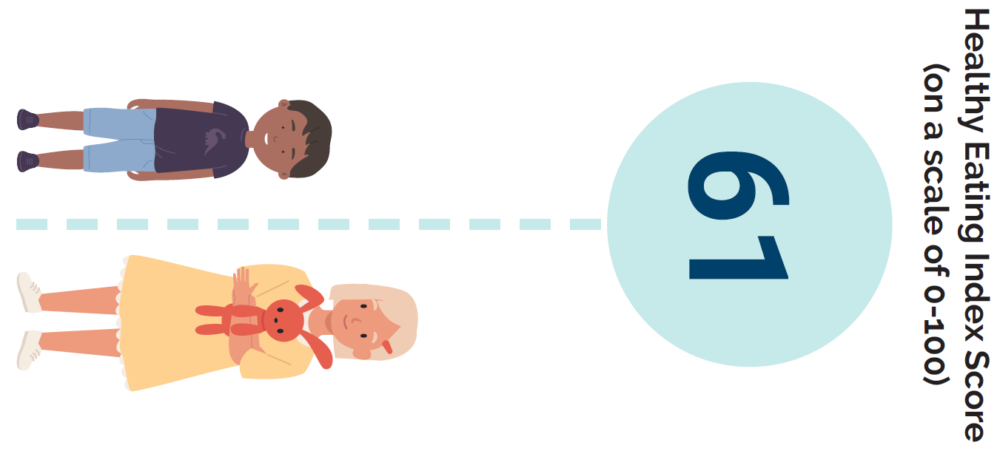 Healthy Eating Index Score
(on a scale of 0-100)
61